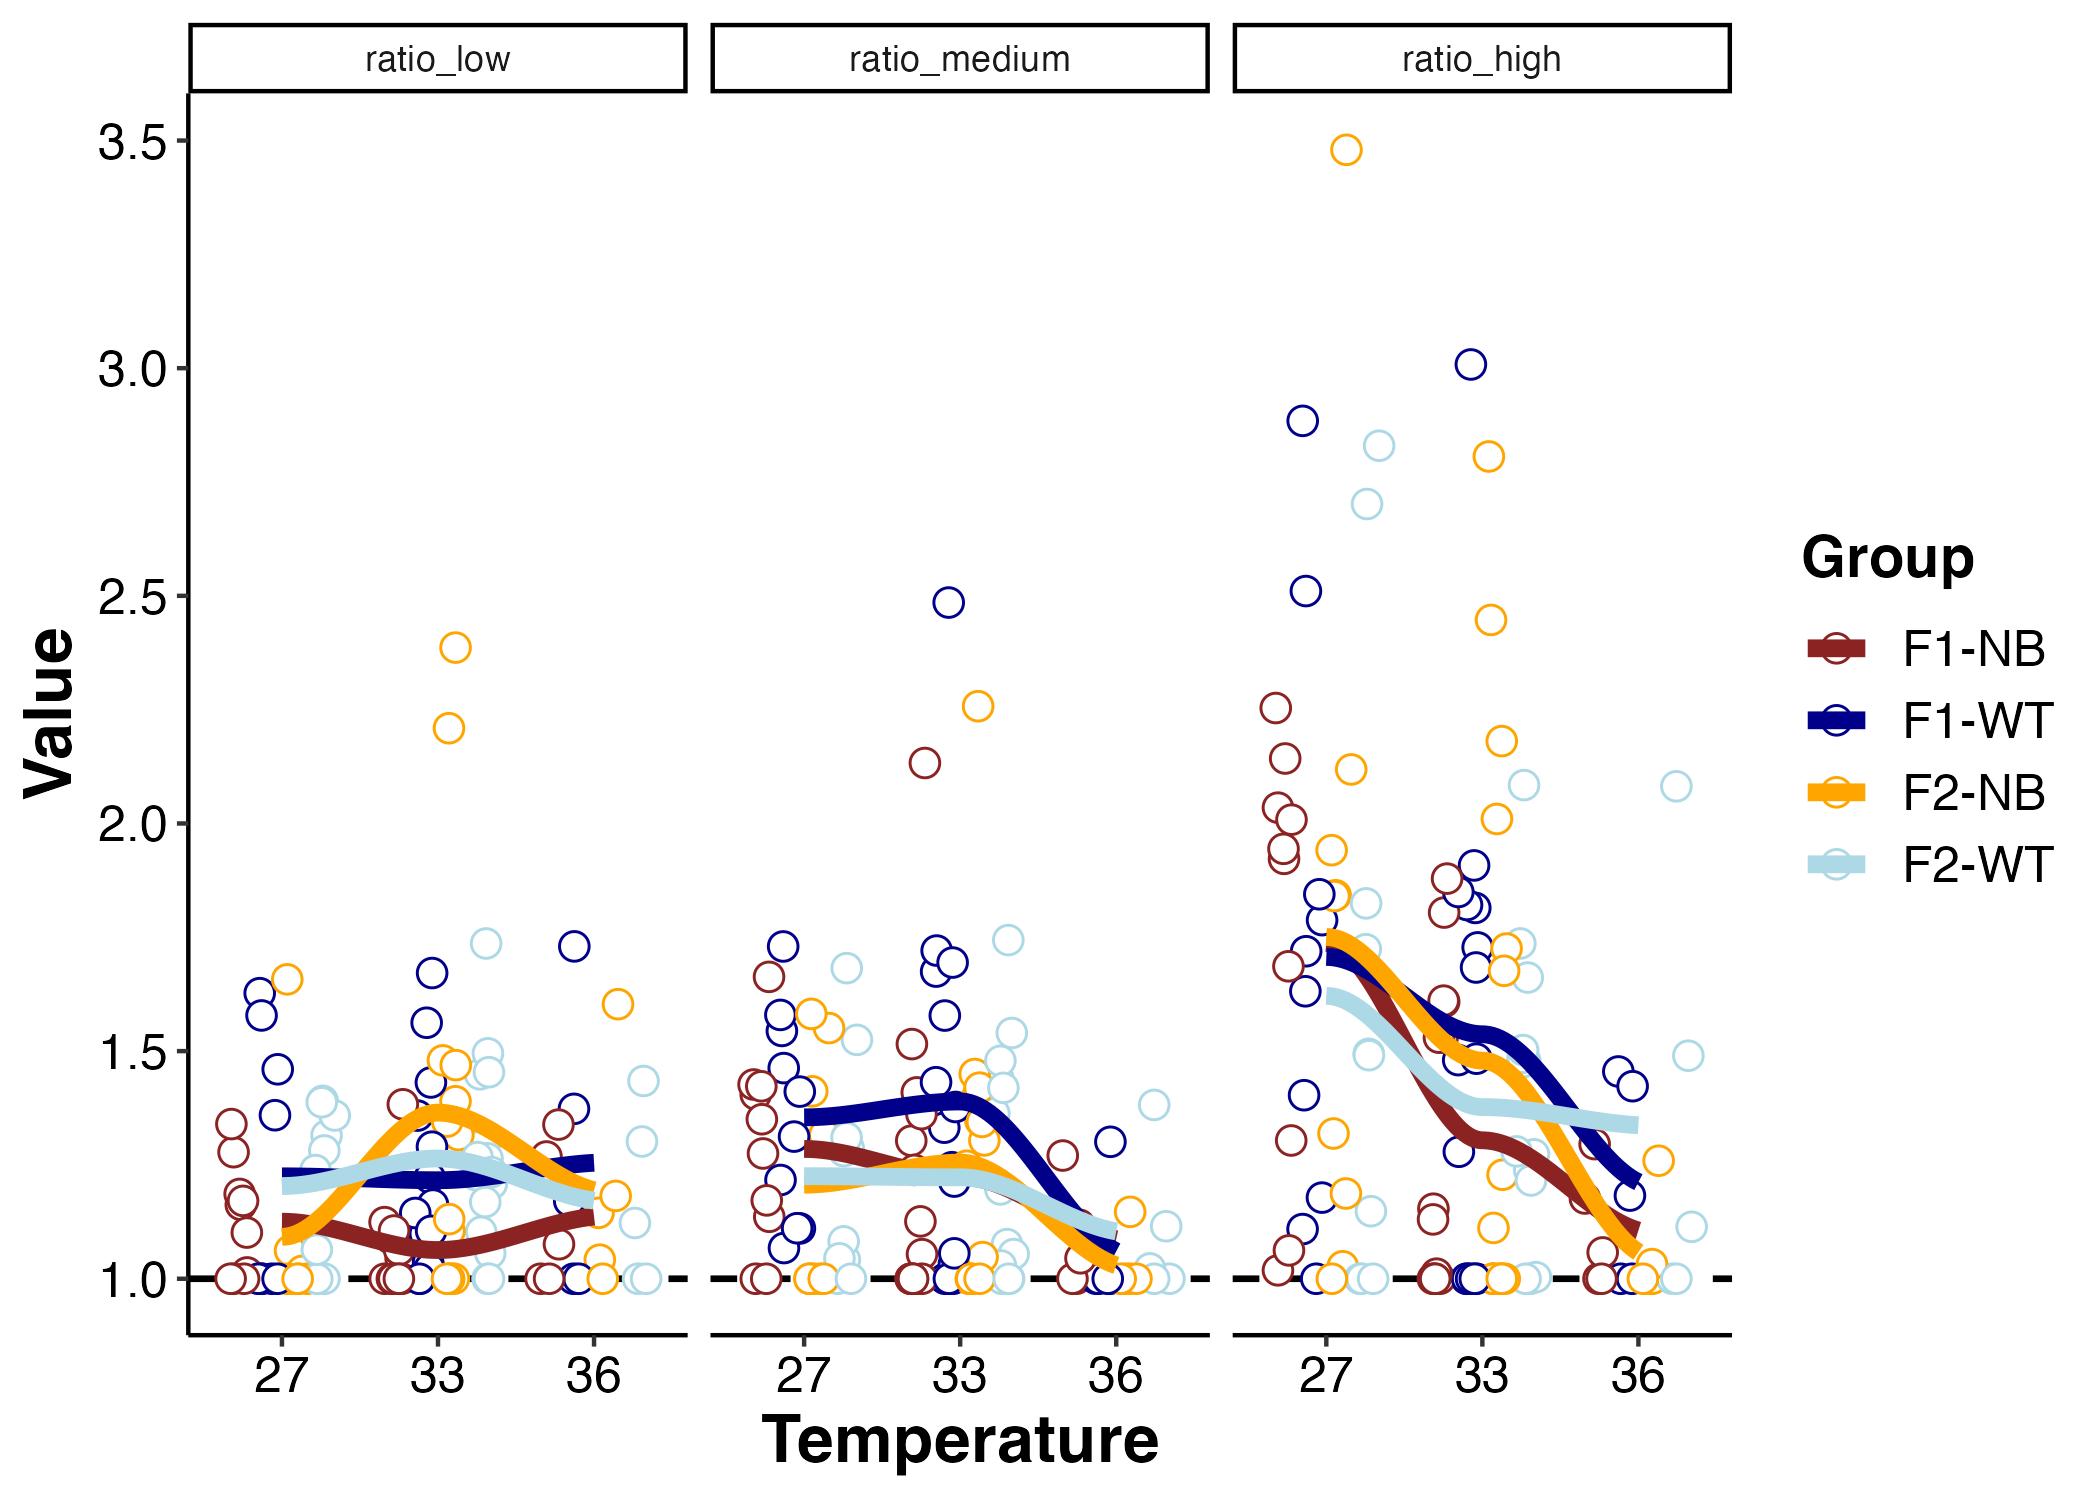 ratio_low ratio_medium ratio_high
3.5
3.0
2.5
2.0
1.5
1.0
Value
27 33 36 27 33 36 27 33 36
Temperature
Group
F1-NB
F1-WT
F2-NB
F2-WT